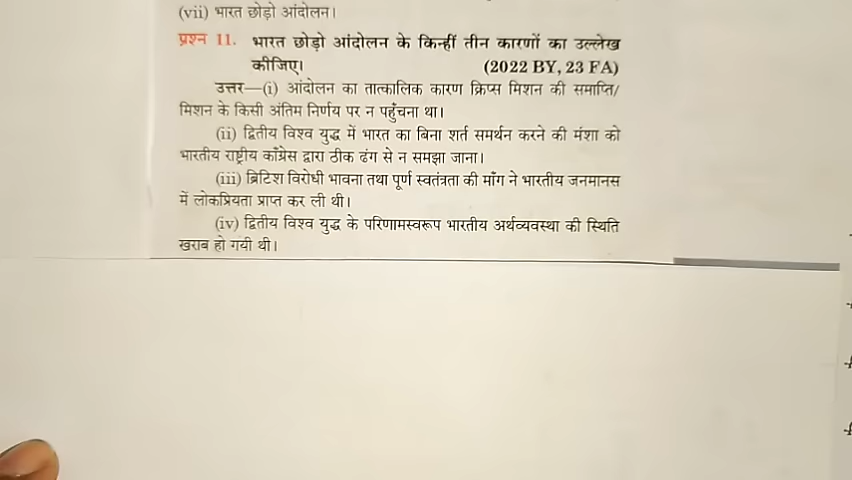 (vii) भारत छोड़ो आंदोलन।
प्रश्न 11. भारत छोड़ो आंदोलन के किन्हीं तीन कारणों का उल्लेख
कीजिए। (2022 BY, 23 FA)
उत्तर—(i) आंदोलन का तात्कालिक कारण क्रिप्स मिशन की समाप्ति/
मिशन के किसी अंतिम निर्णय पर न पहुँचना था।
(ii) द्वितीय विश्व युद्ध में भारत का बिना शर्त समर्थन करने की मंशा को
भारतीय राष्ट्रीय काँग्रेस द्वारा ठीक ढंग से न समझा जाना।
(iii) ब्रिटिश विरोधी भावना तथा पूर्ण स्वतंत्रता की माँग ने भारतीय जनमानस
में लोकप्रियता प्राप्त कर ली थी।
(iv) द्वितीय विश्व युद्ध के परिणामस्वरूप भारतीय अर्थव्यवस्था की स्थिति
खराब हो गयी थी।